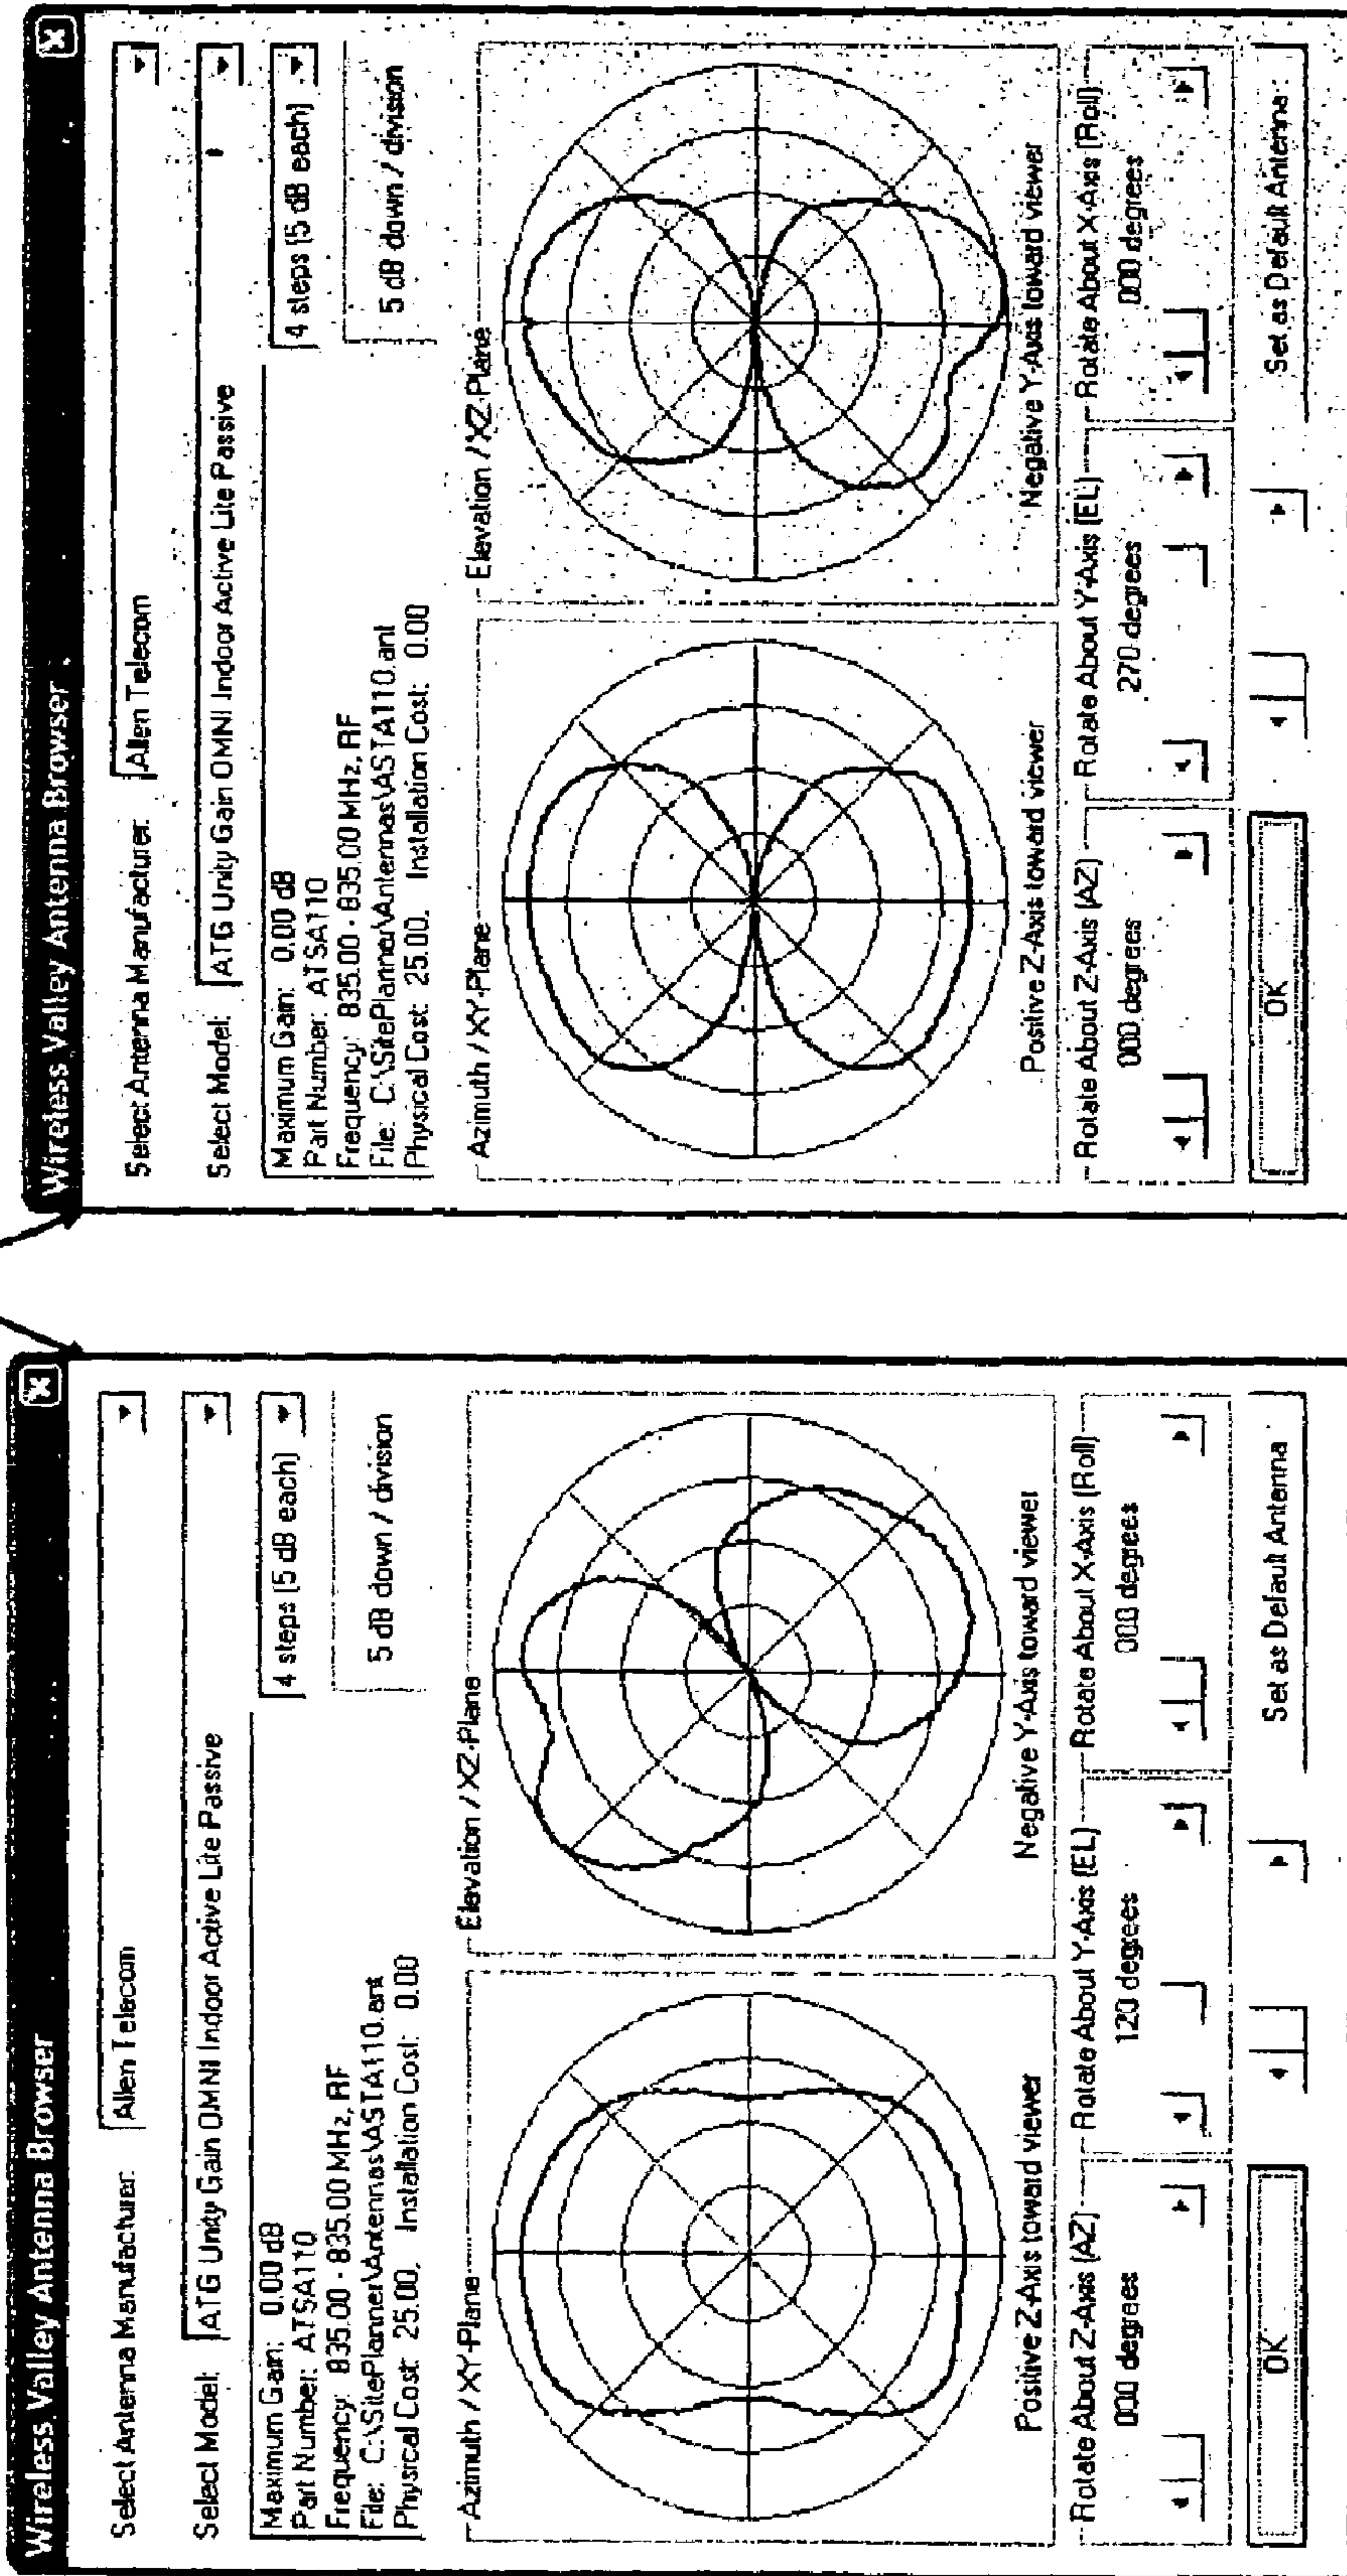 Wireless Valley Antenna Browser
Select Antenna Manufacturer: Allen Telecom
Select Model: ATG Unity Gain OMNI Indoor Active Lite Passive
Maximum Gain: 0.00 dB
Part Number: ATSA110
Frequency: 835.00 - 835.00 MHz, RF
File: C:\SitePlanner\Antennas\ASTA110.ant
Physical Cost: 25.00, Installation Cost: 0.00
4 steps (5 dB each)
5 dB down / division
Azimuth / XY-Plane
Elevation / XZ-Plane
Positive Z-Axis toward viewer
Negative Y-Axis toward viewer
Rotate About Z-Axis (AZ)
Rotate About Y-Axis (EL)
Rotate About X-Axis (Roll)
000 degrees
120 degrees
000 degrees
OK
Set as Default Antenna
Wireless Valley Antenna Browser
Select Antenna Manufacturer: Allen Telecom
Select Model: ATG Unity Gain OMNI Indoor Active Lite Passive
Maximum Gain: 0.00 dB
Part Number: ATSA110
Frequency: 835.00 - 835.00 MHz, RF
File: C:\SitePlanner\Antennas\ASTA110.ant
Physical Cost: 25.00, Installation Cost: 0.00
4 steps (5 dB each)
5 dB down / division
Azimuth / XY-Plane
Elevation / XZ-Plane
Positive Z-Axis toward viewer
Negative Y-Axis toward viewer
Rotate About Z-Axis (AZ)
Rotate About Y-Axis (EL)
Rotate About X-Axis (Roll)
000 degrees
270 degrees
000 degrees
OK
Set as Default Antenna